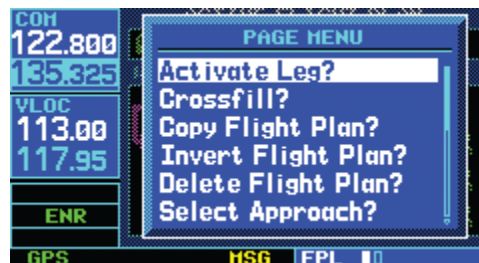 COM
122.800
135.325
VLOC
113.00
117.95
ENR
GPS
PAGE MENU
Activate Leg?
Crossfill?
Copy Flight Plan?
Invert Flight Plan?
Delete Flight Plan?
Select Approach?
MSG
FPL